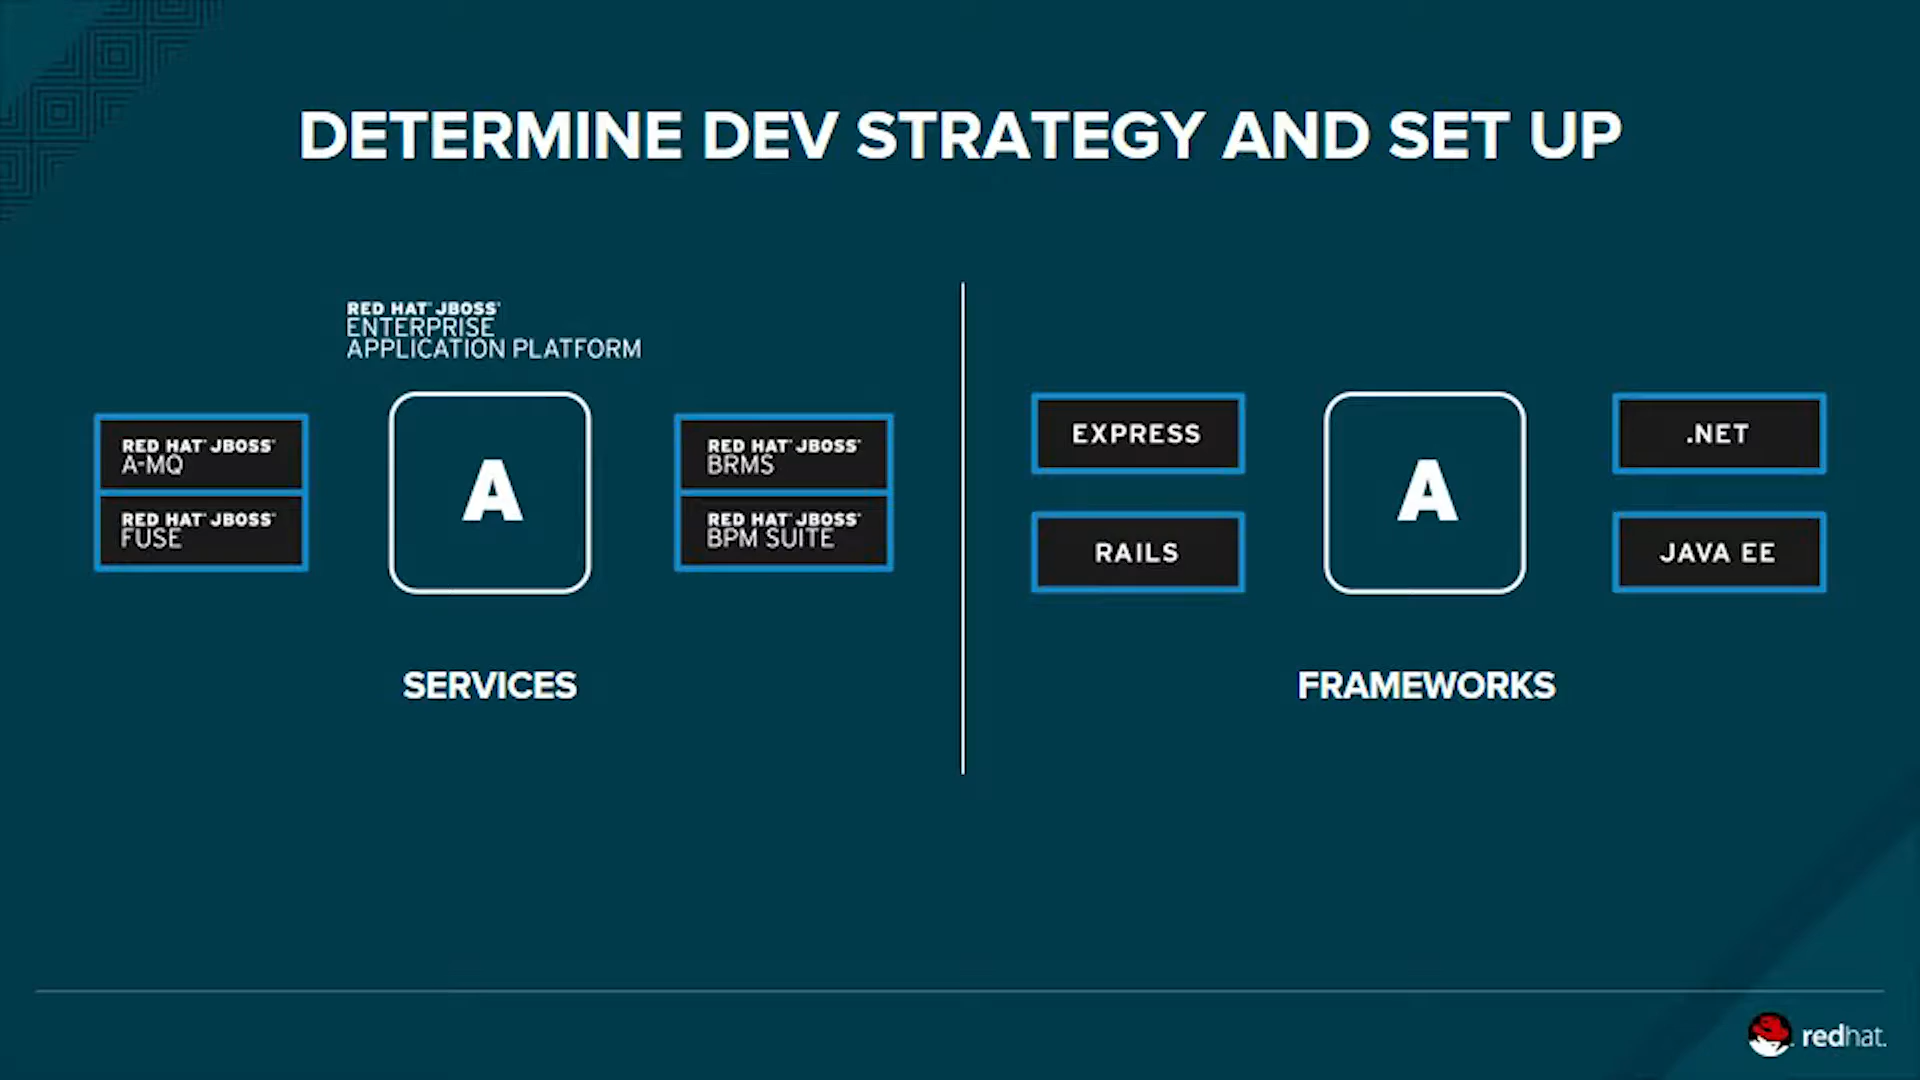 DETERMINE DEV STRATEGY AND SET UP
RED HAT JBOSS
ENTERPRISE
APPLICATION PLATFORM
RED HAT JBOSS
A-MQ
RED HAT JBOSS
FUSE
A
RED HAT JBOSS
BRMS
RED HAT JBOSS
BPM SUITE
SERVICES
EXPRESS
RAILS
A
.NET
JAVA EE
FRAMEWORKS
redhat.